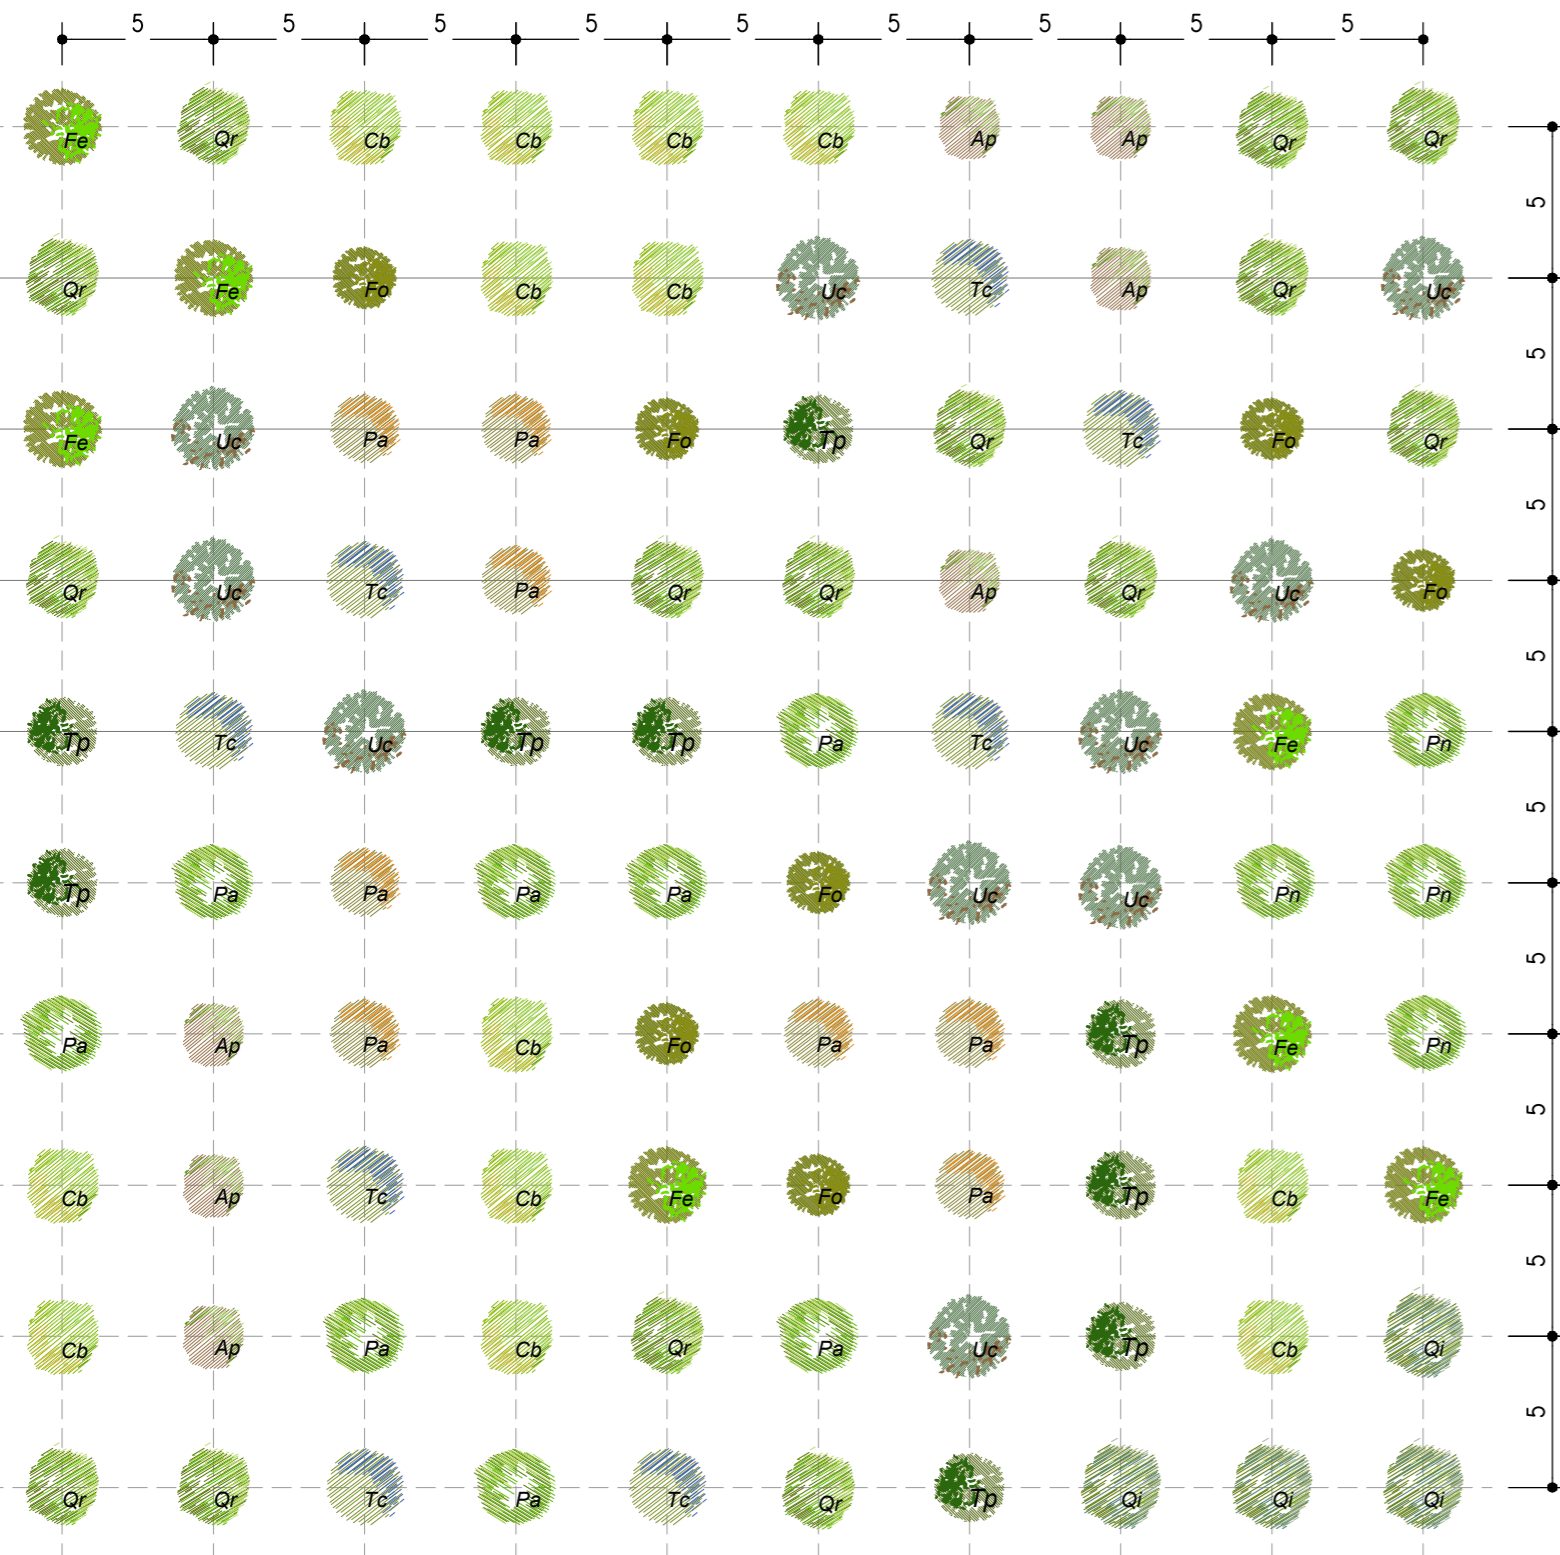 5 5 5 5 5 5 5 5 5
Fe Qr Cb Cb Cb Cb Ap Ap Qr Qr
5
Qr Fe Fo Cb Cb Uc Tc Ap Qr Uc
5
Fe Uc Pa Pa Fo Tp Qr Tc Fo Qr
5
Qr Uc Tc Pa Qr Qr Ap Qr Uc Fo
5
Tp Tc Uc Tp Tp Pa Tc Uc Fe Pn
5
Tp Pa Pa Pa Pa Fo Uc Uc Pn Pn
5
Pa Ap Pa Cb Fo Pa Pa Tp Fe Pn
5
Cb Ap Tc Cb Fe Fo Pa Tp Cb Fe
5
Cb Ap Pa Cb Qr Pa Uc Tp Cb Qi
5
Qr Qr Tc Pa Tc Qr Tp Qi Qi Qi